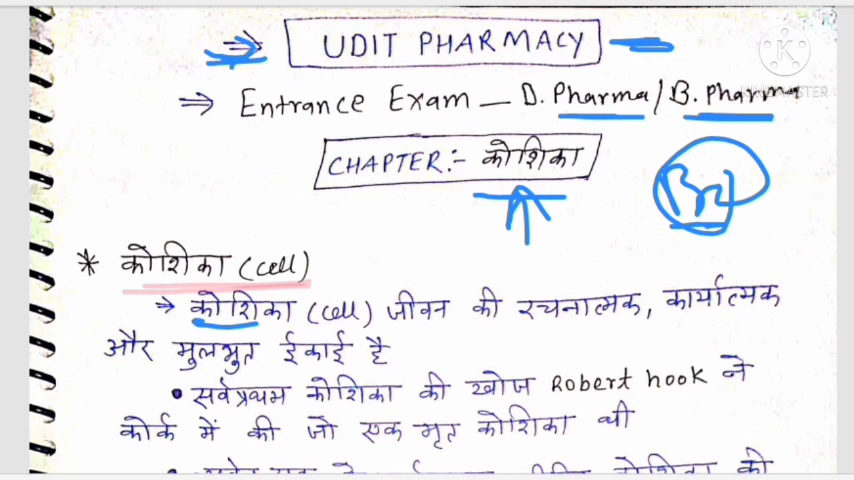 ⇒ UDIT PHARMACY
K
⇒ Entrance Exam – D. Pharma/B. Pharma
CHAPTER:- कोशिका
* कोशिका (cell)
→ कोशिका (cell) जीवन की रचनात्मक, कार्यात्मक
और मुलभुत ईकाई है
• सर्वप्रथम कोशिका की खोज Robert hook ने
कोर्क में की जो एक मृत कोशिका थी
कोशिका की